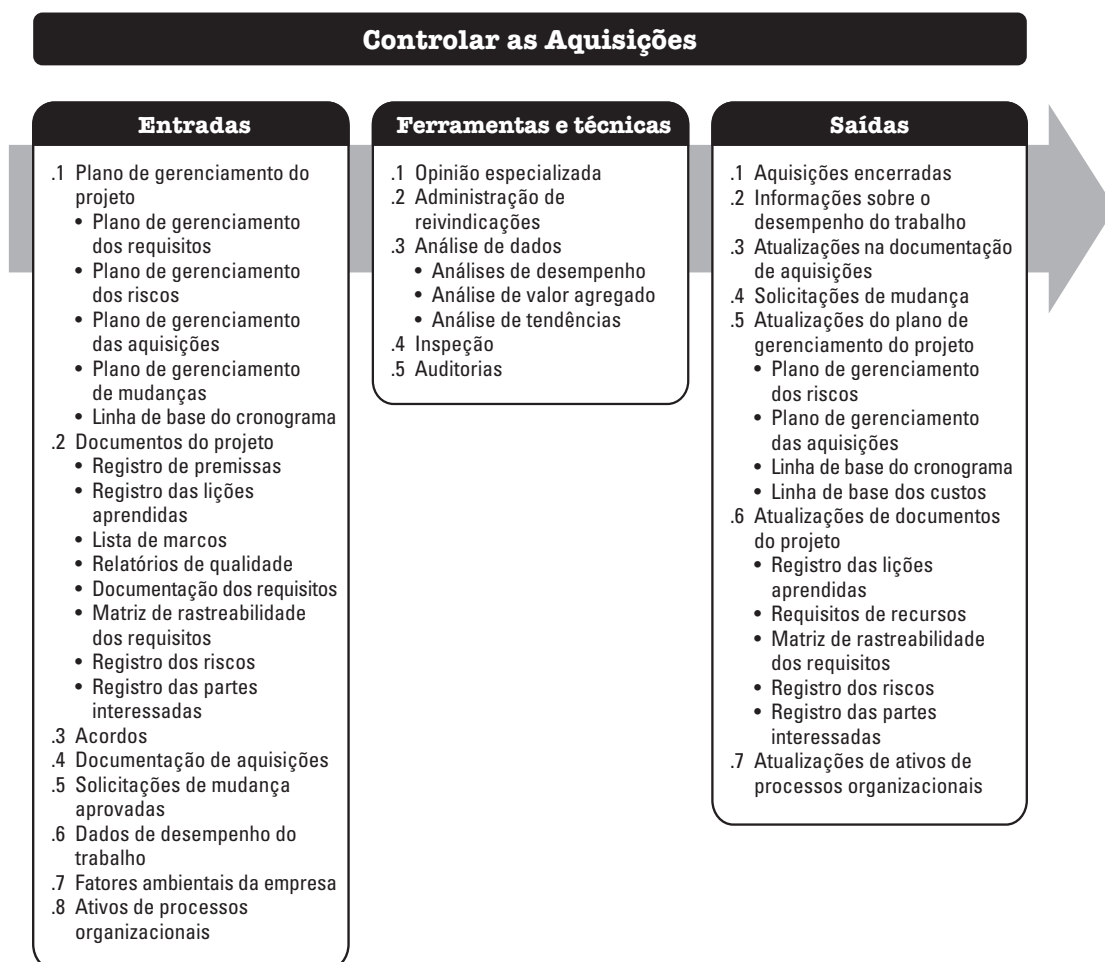 Controlar as Aquisições
Entradas
.1 Plano de gerenciamento do
projeto
• Plano de gerenciamento
dos requisitos
• Plano de gerenciamento
dos riscos
• Plano de gerenciamento
das aquisições
• Plano de gerenciamento
de mudanças
• Linha de base do cronograma
.2 Documentos do projeto
• Registro de premissas
• Registro das lições
aprendidas
• Lista de marcos
• Relatórios de qualidade
• Documentação dos requisitos
• Matriz de rastreabilidade
dos requisitos
• Registro dos riscos
• Registro das partes
interessadas
.3 Acordos
.4 Documentação de aquisições
.5 Solicitações de mudança
aprovadas
.6 Dados de desempenho do
trabalho
.7 Fatores ambientais da empresa
.8 Ativos de processos
organizacionais
Ferramentas e técnicas
.1 Opinião especializada
.2 Administração de
reivindicações
.3 Análise de dados
• Análises de desempenho
• Análise de valor agregado
• Análise de tendências
.4 Inspeção
.5 Auditorias
Saídas
.1 Aquisições encerradas
.2 Informações sobre o
desempenho do trabalho
.3 Atualizações na documentação
de aquisições
.4 Solicitações de mudança
.5 Atualizações do plano de
gerenciamento do projeto
• Plano de gerenciamento
dos riscos
• Plano de gerenciamento
das aquisições
• Linha de base do cronograma
• Linha de base dos custos
.6 Atualizações de documentos
do projeto
• Registro das lições
aprendidas
• Requisitos de recursos
• Matriz de rastreabilidade
dos requisitos
• Registro dos riscos
• Registro das partes
interessadas
.7 Atualizações de ativos de
processos organizacionais